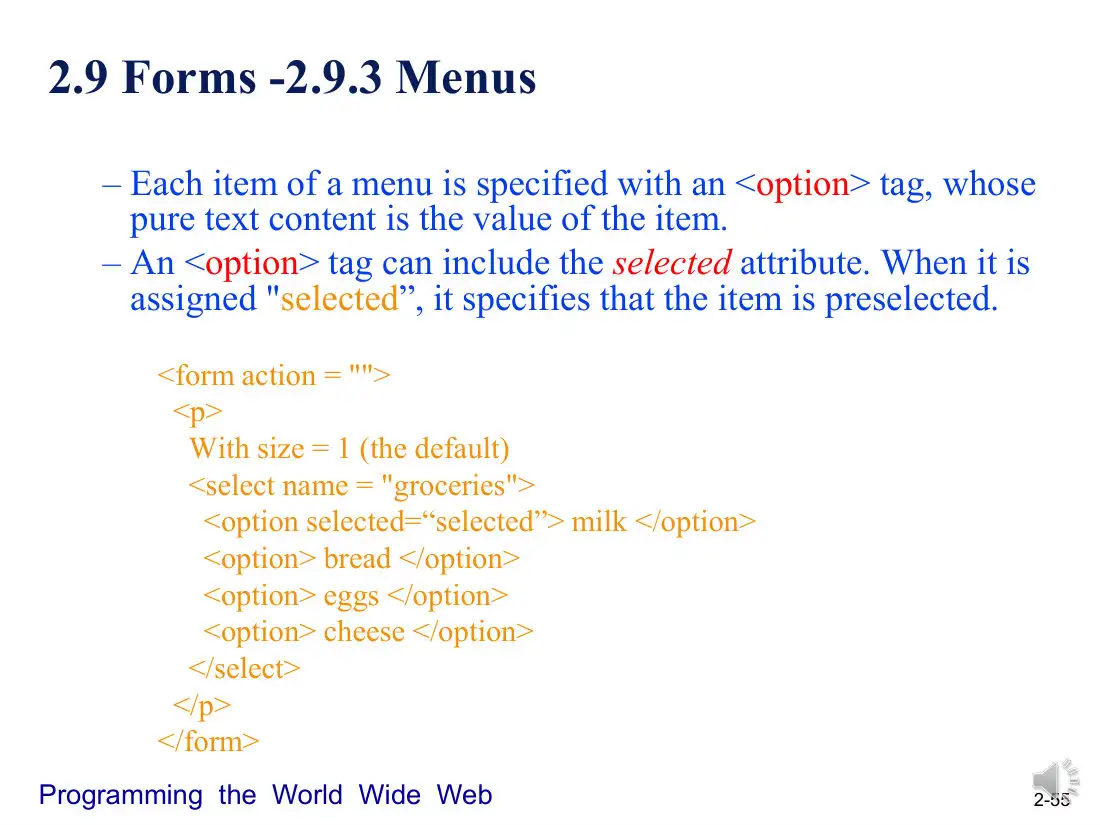 2.9 Forms -2.9.3 Menus
– Each item of a menu is specified with an <option> tag, whose
pure text content is the value of the item.
– An <option> tag can include the selected attribute. When it is
assigned "selected”, it specifies that the item is preselected.
<form action = "">
<p>
With size = 1 (the default)
<select name = "groceries">
<option selected=“selected”> milk </option>
<option> bread </option>
<option> eggs </option>
<option> cheese </option>
</select>
</p>
</form>
Programming the World Wide Web
2-55